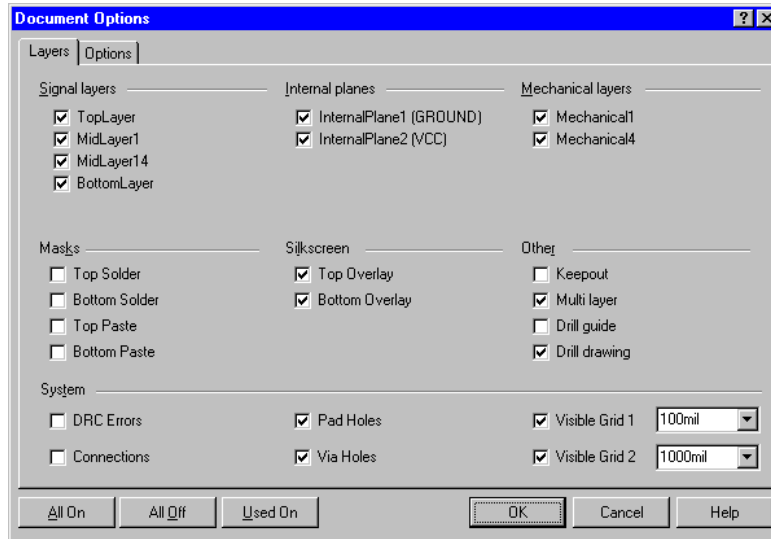 Document Options
Layers Options
Signal layers Internal planes Mechanical layers
TopLayer InternalPlane1 (GROUND) Mechanical1
MidLayer1 InternalPlane2 (VCC) Mechanical4
MidLayer14
BottomLayer
Masks Silkscreen Other
Top Solder Top Overlay Keepout
Bottom Solder Bottom Overlay Multi layer
Top Paste Drill guide
Bottom Paste Drill drawing
System
DRC Errors Pad Holes Visible Grid 1 100mil
Connections Via Holes Visible Grid 2 1000mil
All On All Off Used On OK Cancel Help